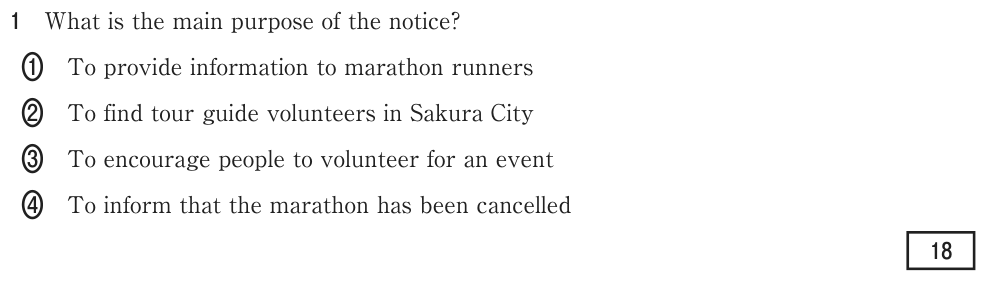 1 What is the main purpose of the notice?
① To provide information to marathon runners
② To find tour guide volunteers in Sakura City
③ To encourage people to volunteer for an event
④ To inform that the marathon has been cancelled
18